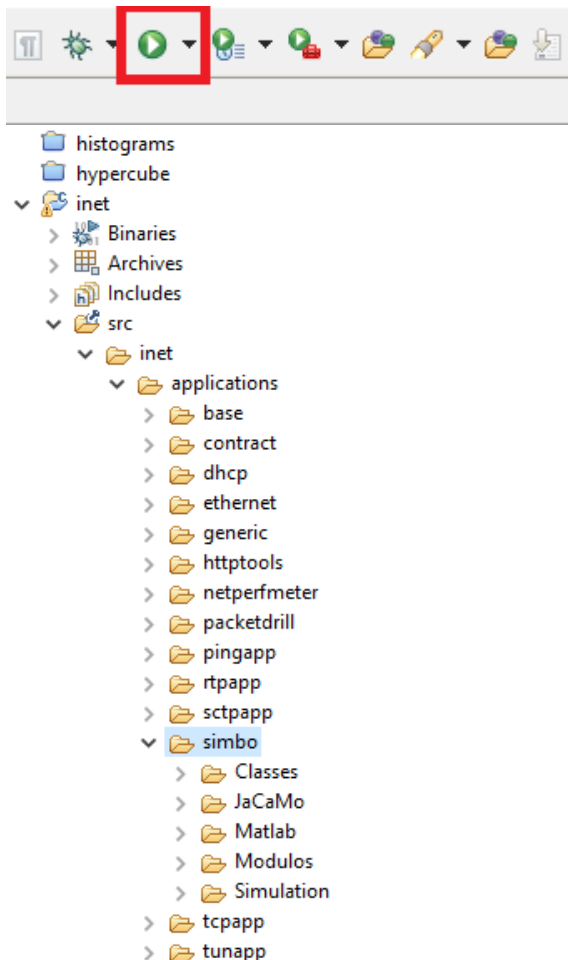 histograms
hypercube
inet
Binaries
Archives
Includes
src
inet
applications
base
contract
dhcp
ethernet
generic
httptools
netperfmeter
packetdrill
pingapp
rtpapp
sctpapp
simbo
Classes
JaCaMo
Matlab
Modulos
Simulation
tcpapp
tunapp